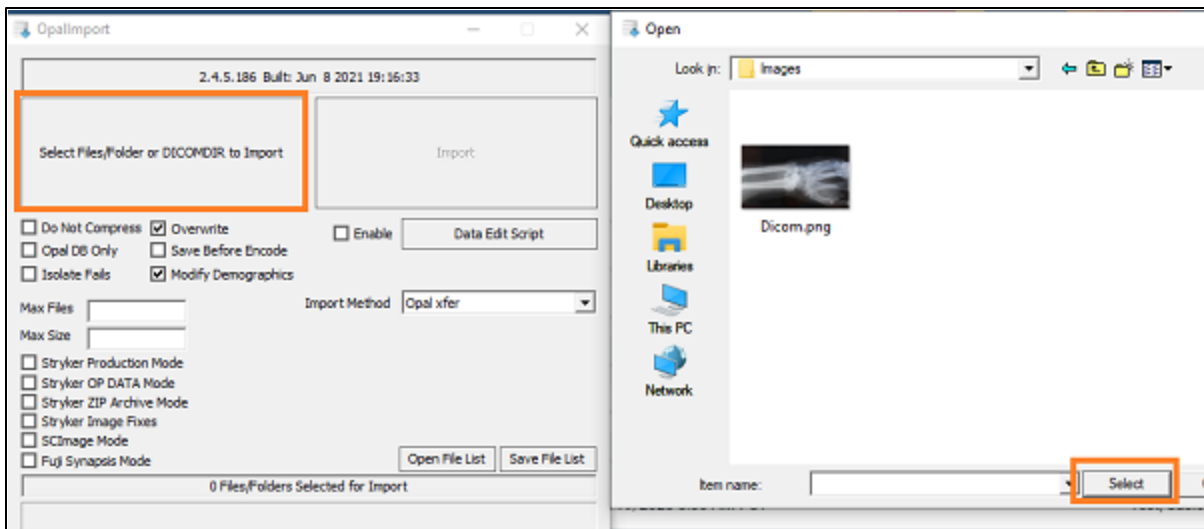 OpalImport
2.4.5.186 Built: Jun 8 2021 19:16:33
Select Files/Folder or DICOMDIR to Import
Import
Do Not Compress
Overwrite
Enable
Data Edit Script
Opal DB Only
Save Before Encode
Isolate Fails
Modify Demographics
Max Files
Import Method
Opal xfer
Max Size
Stryker Production Mode
Stryker OP DATA Mode
Stryker ZIP Archive Mode
Stryker Image Fixes
SCImage Mode
Fuji Synapsis Mode
Open File List
Save File List
0 Files/Folders Selected for Import
Open
Look in:
Images
Quick access
Desktop
Libraries
This PC
Network
Dicom.png
Item name:
Select